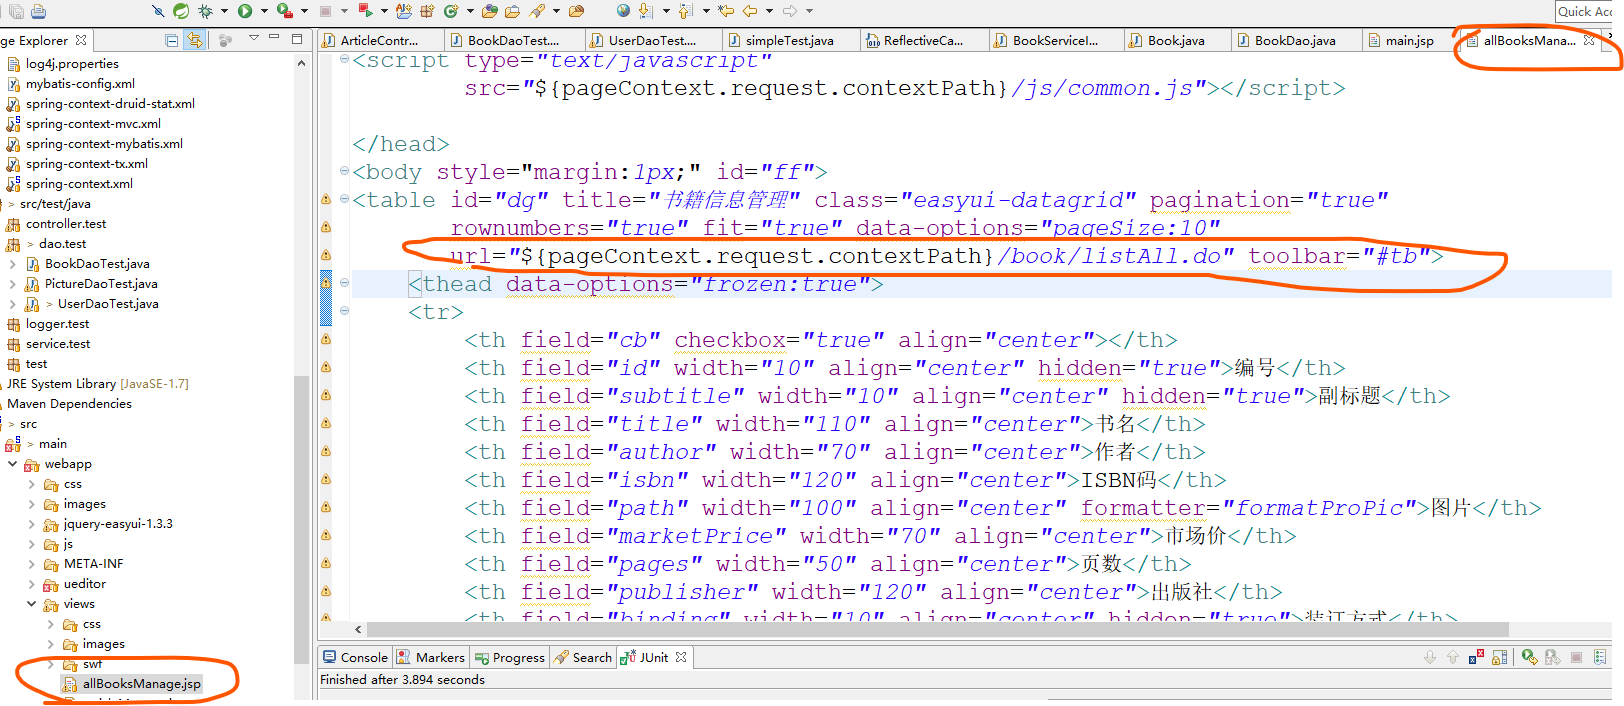 Quick Acc
ge Explorer
ArticleContr...
BookDaoTest....
UserDaoTest....
simpleTest.java
ReflectiveCa...
BookServiceI...
Book.java
BookDao.java
main.jsp
allBooksMana...
log4j.properties
mybatis-config.xml
spring-context-druid-stat.xml
spring-context-mvc.xml
spring-context-mybatis.xml
spring-context-tx.xml
spring-context.xml
> src/test/java
controller.test
> dao.test
BookDaoTest.java
PictureDaoTest.java
> UserDaoTest.java
logger.test
service.test
test
JRE System Library [JavaSE-1.7]
Maven Dependencies
> src
> main
webapp
css
images
jquery-easyui-1.3.3
js
META-INF
ueditor
views
css
images
swf
allBooksManage.jsp
<script type="text/javascript"
src="${pageContext.request.contextPath}/js/common.js"></script>
</head>
<body style="margin:1px;" id="ff">
<table id="dg" title="书籍信息管理" class="easyui-datagrid" pagination="true"
rownumbers="true" fit="true" data-options="pageSize:10"
url="${pageContext.request.contextPath}/book/listAll.do" toolbar="#tb">
<thead data-options="frozen:true">
<tr>
<th field="cb" checkbox="true" align="center"></th>
<th field="id" width="10" align="center" hidden="true">编号</th>
<th field="subtitle" width="10" align="center" hidden="true">副标题</th>
<th field="title" width="110" align="center">书名</th>
<th field="author" width="70" align="center">作者</th>
<th field="isbn" width="120" align="center">ISBN码</th>
<th field="path" width="100" align="center" formatter="formatProPic">图片</th>
<th field="marketPrice" width="70" align="center">市场价</th>
<th field="pages" width="50" align="center">页数</th>
<th field="publisher" width="120" align="center">出版社</th>
<th field="binding" width="10" align="center" hidden="true">装订方式</th>
Console
Markers
Progress
Search
JUnit
Finished after 3.894 seconds